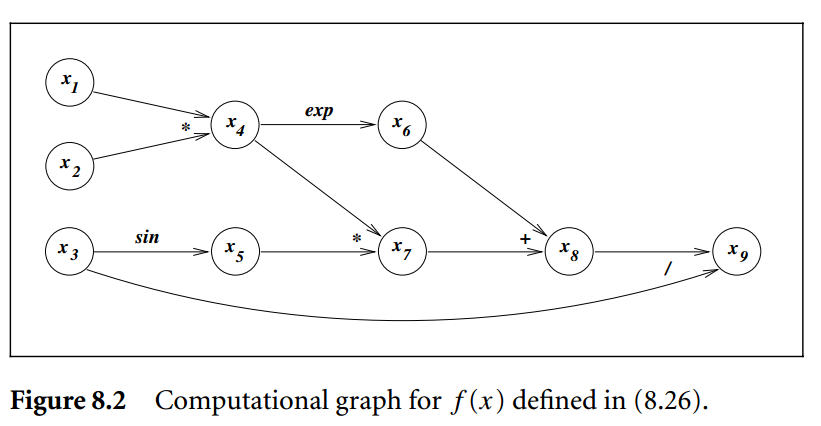 x1
x2
*
x4
exp
x6
x3
sin
x5
*
x7
+
x8
/
x9
Figure 8.2 Computational graph for f(x) defined in (8.26).